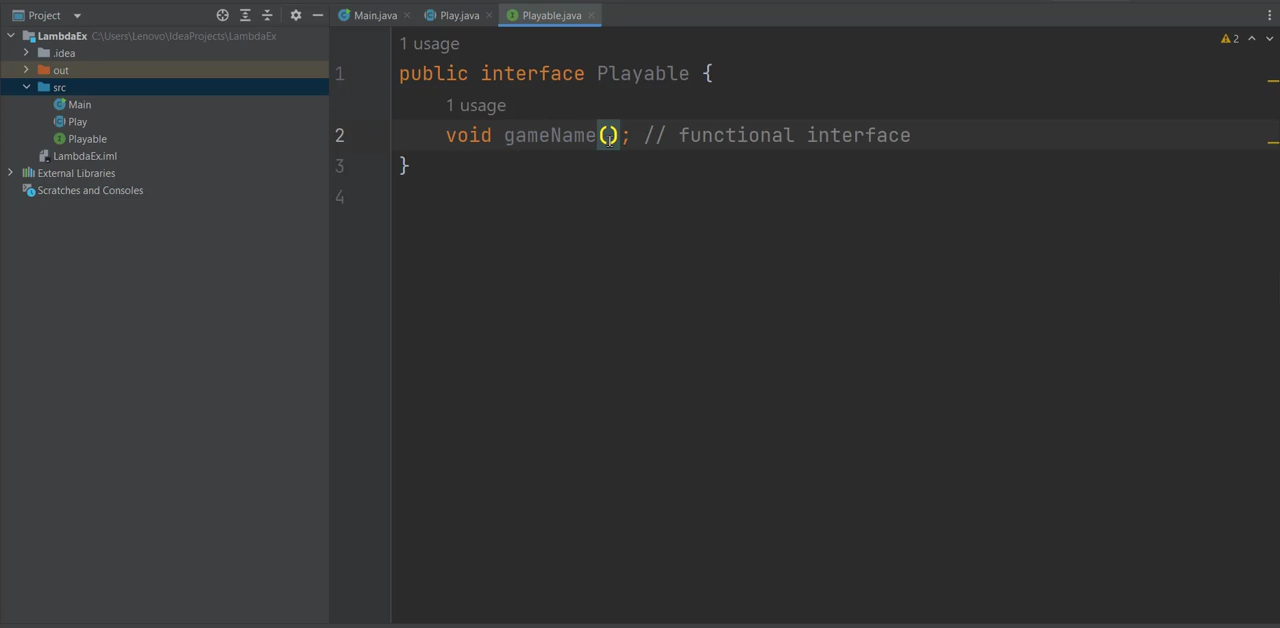 Project
Main.java
Play.java
Playable.java
LambdaEx C:\Users\Lenovo\IdeaProjects\LambdaEx
.idea
out
src
Main
Play
Playable
LambdaEx.iml
External Libraries
Scratches and Consoles
1 usage
2
1 public interface Playable {
1 usage
2 void gameName(); // functional interface
3 }
4